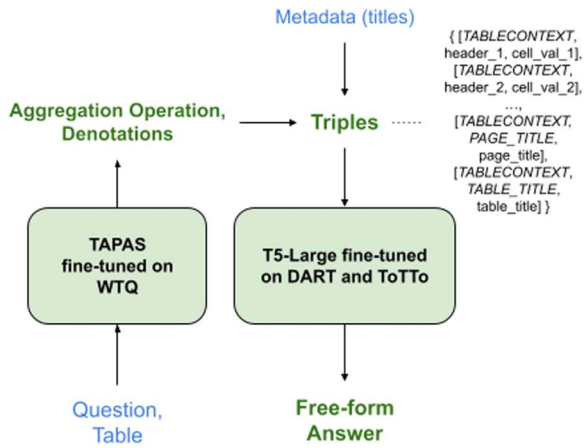 Metadata (titles)
{ [TABLECONTEXT,
header_1, cell_val_1],
[TABLECONTEXT,
header_2, cell_val_2],
...,
[TABLECONTEXT,
PAGE_TITLE,
page_title],
[TABLECONTEXT,
TABLE_TITLE,
table_title] }
Aggregation Operation,
Denotations
Triples
TAPAS
fine-tuned on
WTQ
T5-Large fine-tuned
on DART and ToTTo
Question,
Table
Free-form
Answer